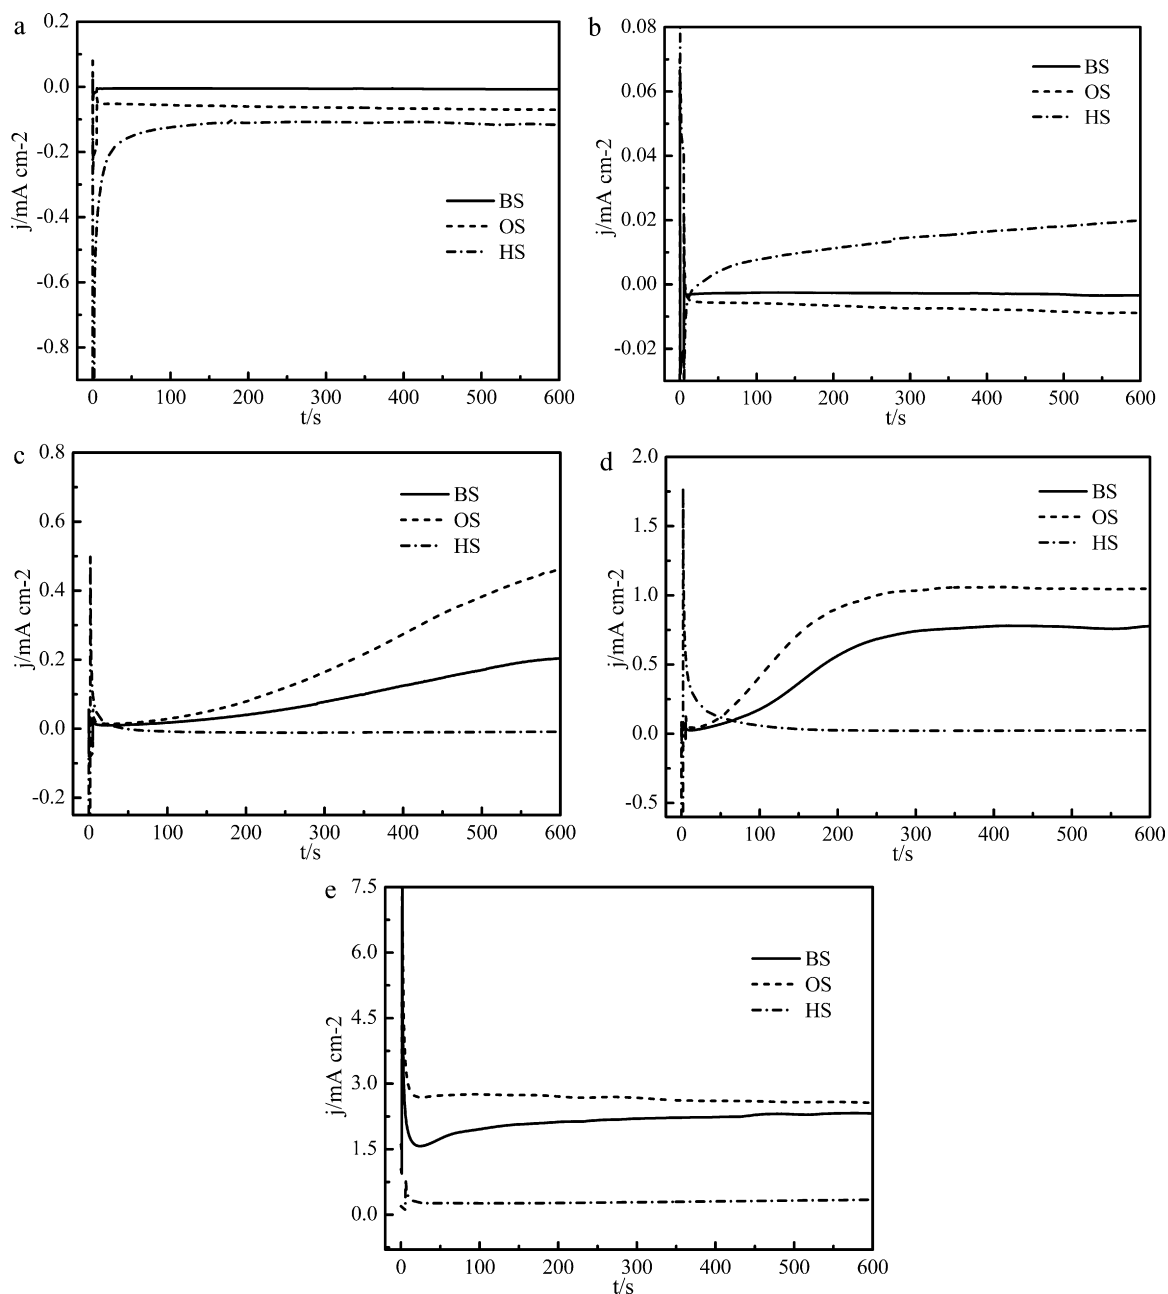 a
0.2
0.0
-0.2
-0.4
-0.6
-0.8
j/mA cm-2
BS
OS
HS
0 100 200 300 400 500 600
t/s
b
0.08
0.06
0.04
0.02
0.00
-0.02
j/mA cm-2
BS
OS
HS
0 100 200 300 400 500 600
t/s
c
0.8
0.6
0.4
0.2
0.0
-0.2
j/mA cm-2
BS
OS
HS
0 100 200 300 400 500 600
t/s
d
2.0
1.5
1.0
0.5
0.0
-0.5
j/mA cm-2
BS
OS
HS
0 100 200 300 400 500 600
t/s
e
7.5
6.0
4.5
3.0
1.5
0.0
j/mA cm-2
BS
OS
HS
0 100 200 300 400 500 600
t/s